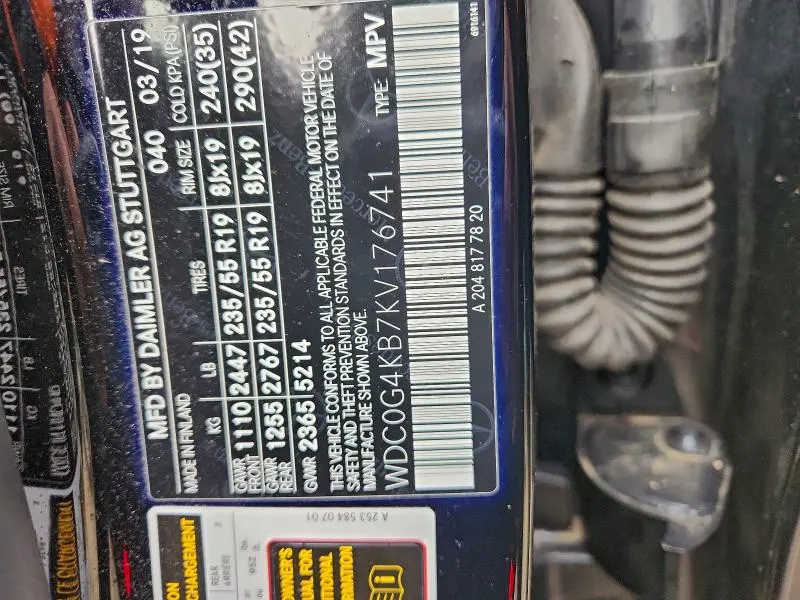 MFD BY DAIMLER AG STUTTGART
MADE IN FINLAND 040 03/19
KG LB TIRES RIM SIZE COLD KPA(PSI)
GAWR FRONT 1110 2447 235/55 R19 8Jx19 240(35)
GAWR REAR 1255 2767 235/55 R19 8Jx19 290(42)
GVWR 2365 5214
THIS VEHICLE CONFORMS TO ALL APPLICABLE FEDERAL MOTOR VEHICLE
SAFETY AND THEFT PREVENTION STANDARDS IN EFFECT ON THE DATE OF
MANUFACTURE SHOWN ABOVE.
WDC0G4KB7KV176741 TYPE: MPV
6916141
A 204 817 78 20
A 253 584 07 01
REAR
ARRIERE
952